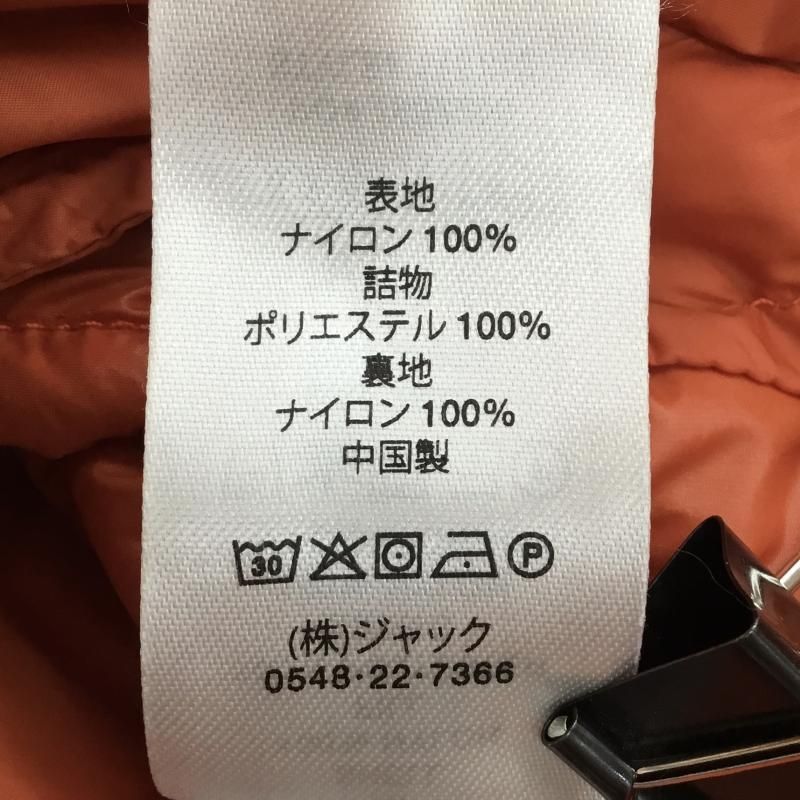 表地
ナイロン 100%
詰物
ポリエステル 100%
裏地
ナイロン 100%
中国製
30 P
(株)ジャック
0548·22·7366